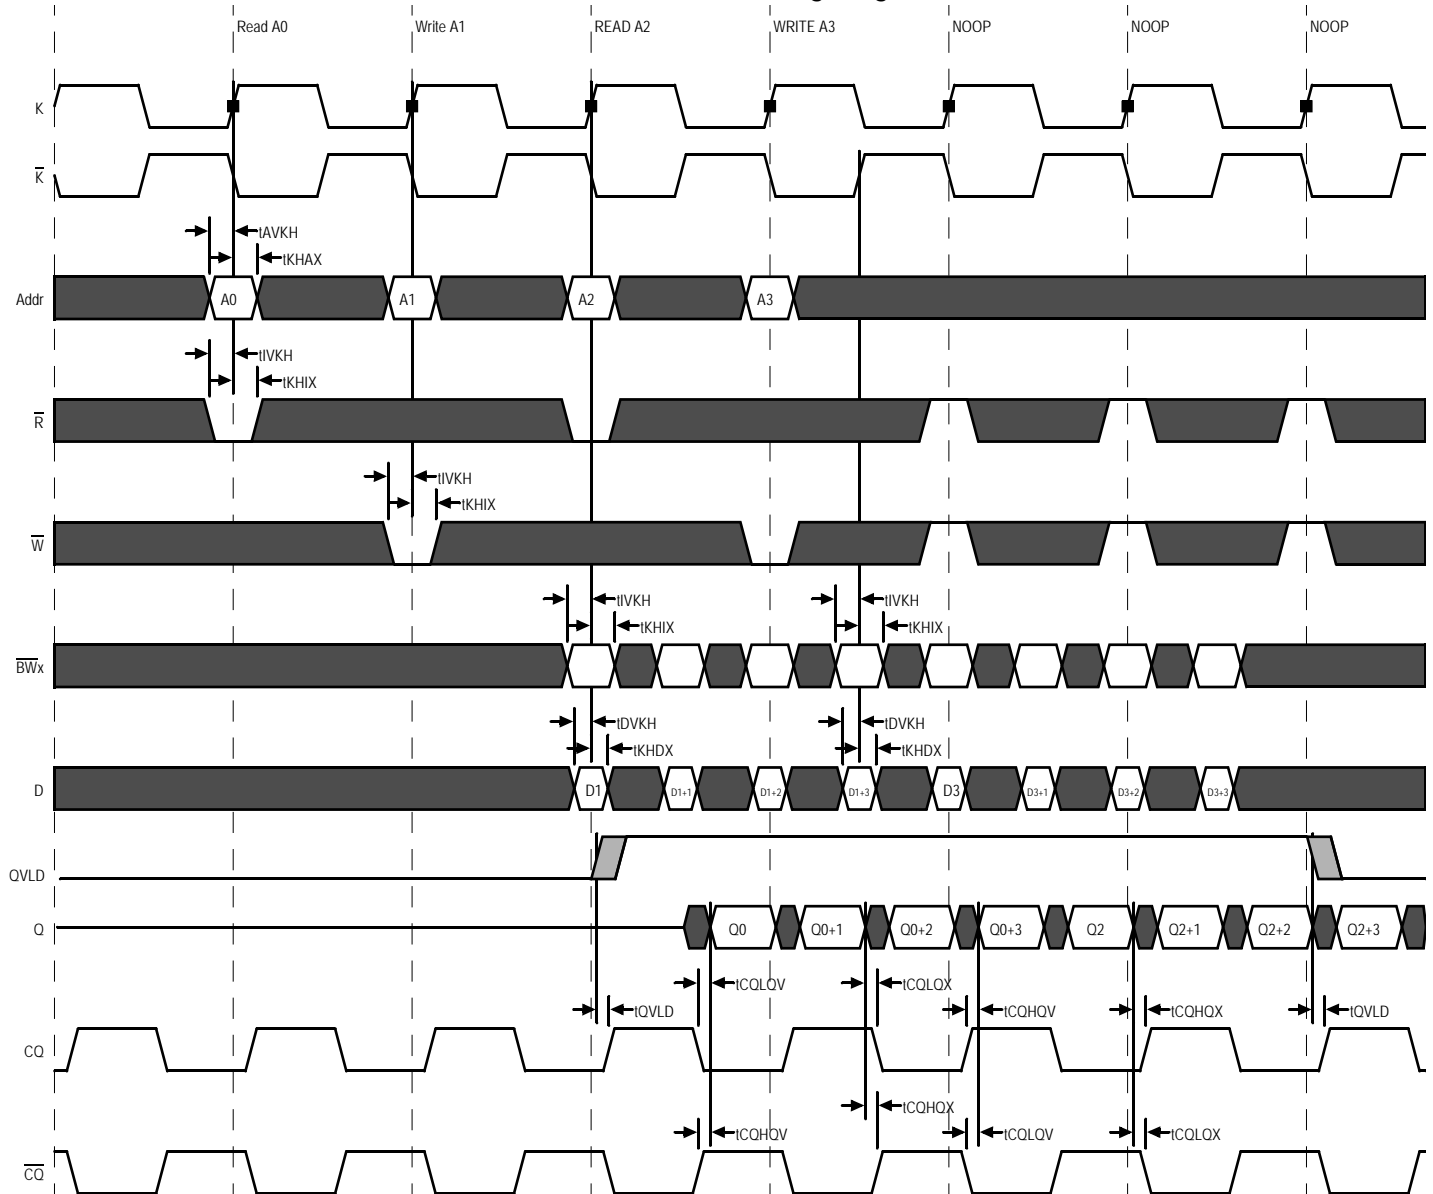 Read A0 Write A1 READ A2 WRITE A3 NOOP NOOP NOOP
K
K̅
tAVKH
tKHAX
Addr A0 A1 A2 A3
tIVKH
tKHIX
R̅
tIVKH
tKHIX
W̅
tIVKH tIVKH
tKHIX tKHIX
B̅W̅x
tDVKH tDVKH
tKHDX tKHDX
D D1 D1+1 D1+2 D1+3 D3 D3+1 D3+2 D3+3
QVLD
Q Q0 Q0+1 Q0+2 Q0+3 Q2 Q2+1 Q2+2 Q2+3
tCQLQV tCQLQX
tQVLD tCQHQV tCQHQX tQVLD
CQ
tCQHQX
tCQHQV tCQLQV tCQLQX
C̅Q̅